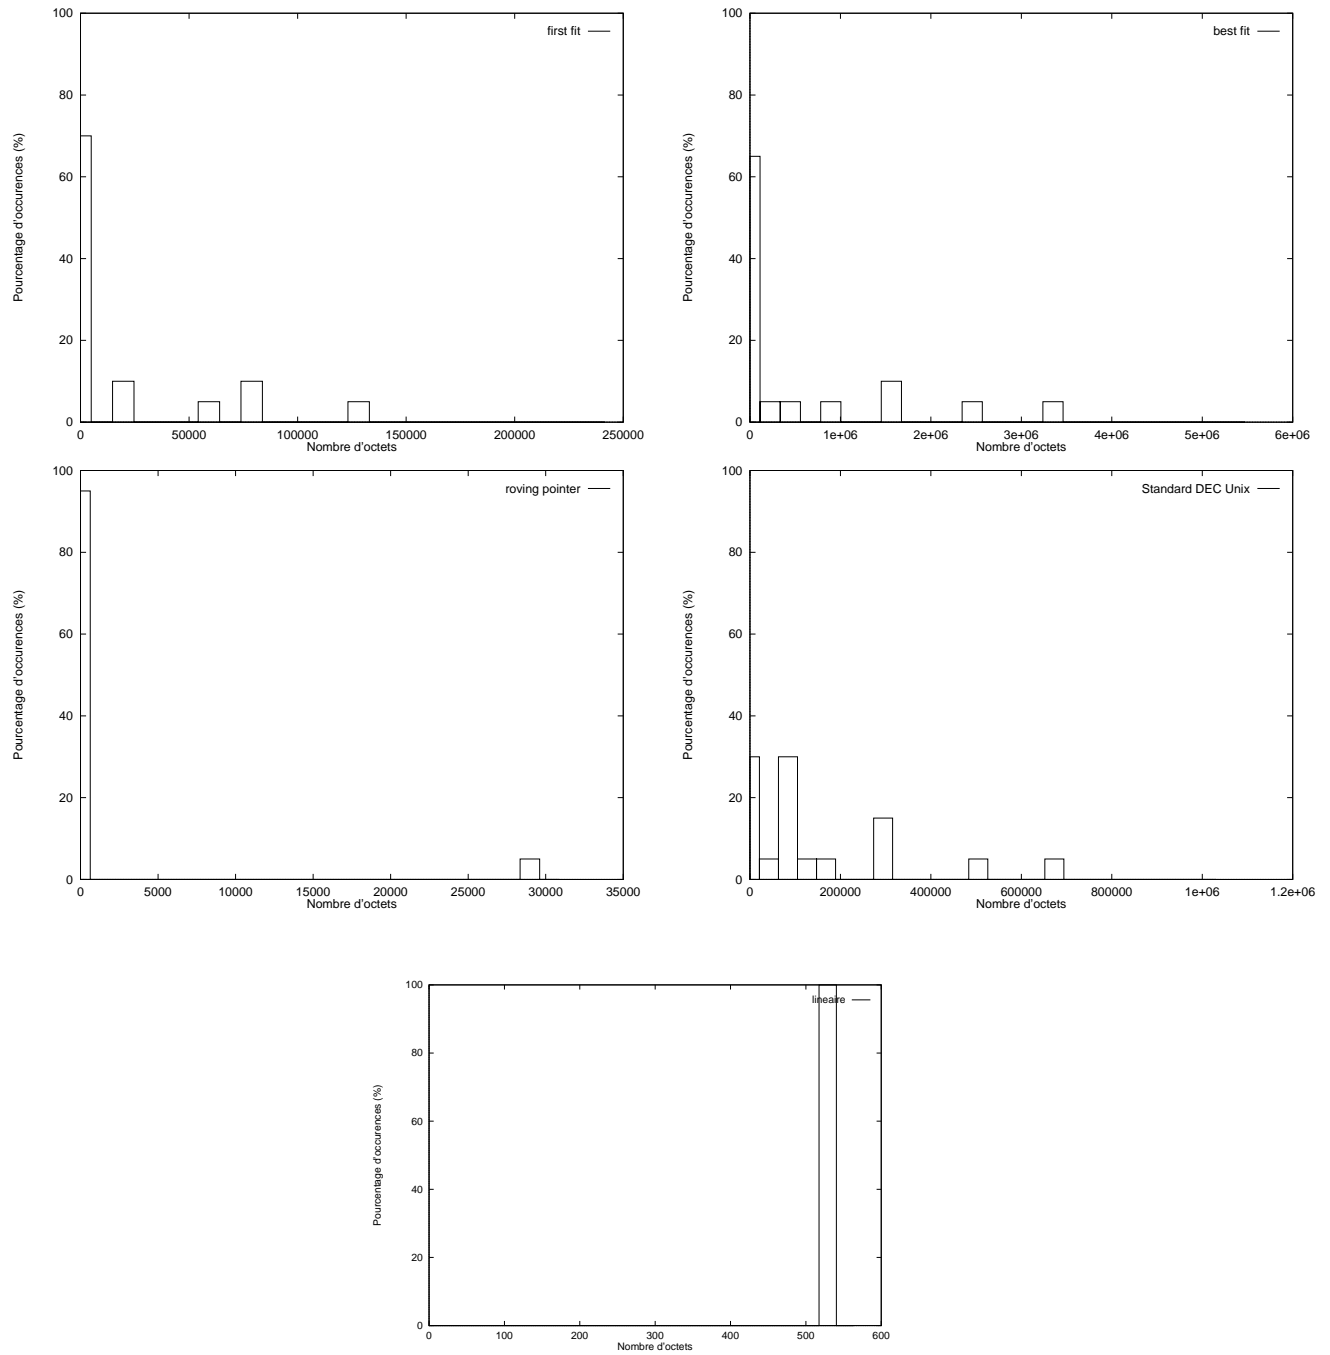 first fit
Pourcentage d'occurences (%)
100
80
60
40
20
0
0 50000 100000 150000 200000 250000
Nombre d'octets
best fit
Pourcentage d'occurences (%)
100
80
60
40
20
0
0 1e+06 2e+06 3e+06 4e+06 5e+06 6e+06
Nombre d'octets
roving pointer
Pourcentage d'occurences (%)
100
80
60
40
20
0
0 5000 10000 15000 20000 25000 30000 35000
Nombre d'octets
Standard DEC Unix
Pourcentage d'occurences (%)
100
80
60
40
20
0
0 200000 400000 600000 800000 1e+06 1.2e+06
Nombre d'octets
lineaire
Pourcentage d'occurences (%)
100
80
60
40
20
0
0 100 200 300 400 500 600
Nombre d'octets